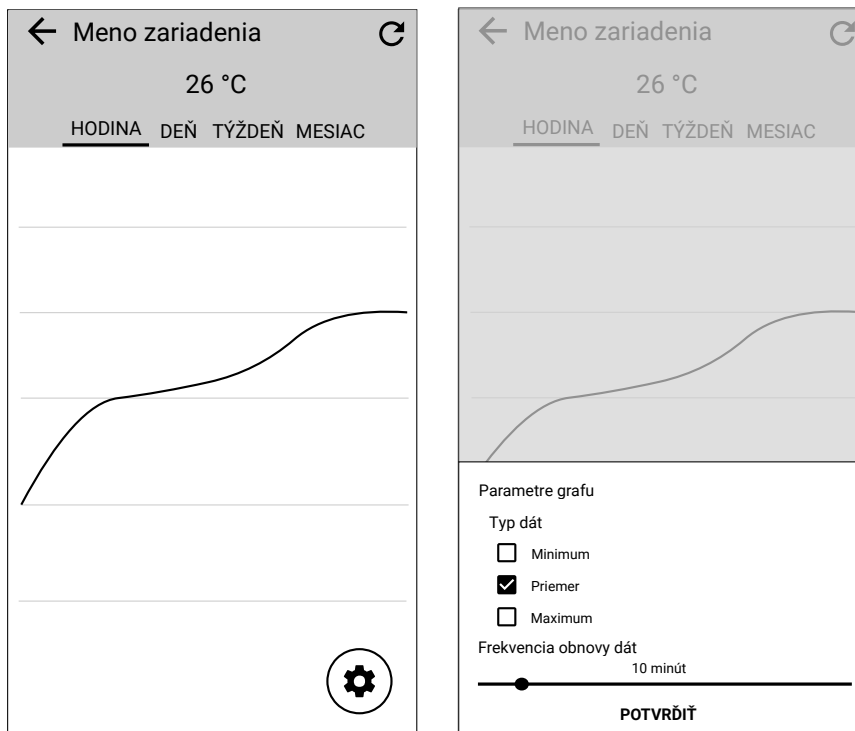 Meno zariadenia
26 °C
HODINA DEŇ TÝŽDEŇ MESIAC
Meno zariadenia
26 °C
HODINA DEŇ TÝŽDEŇ MESIAC
Parametre grafu
Typ dát
Minimum
Priemer
Maximum
Frekvencia obnovy dát
10 minút
POTVRĎIŤ